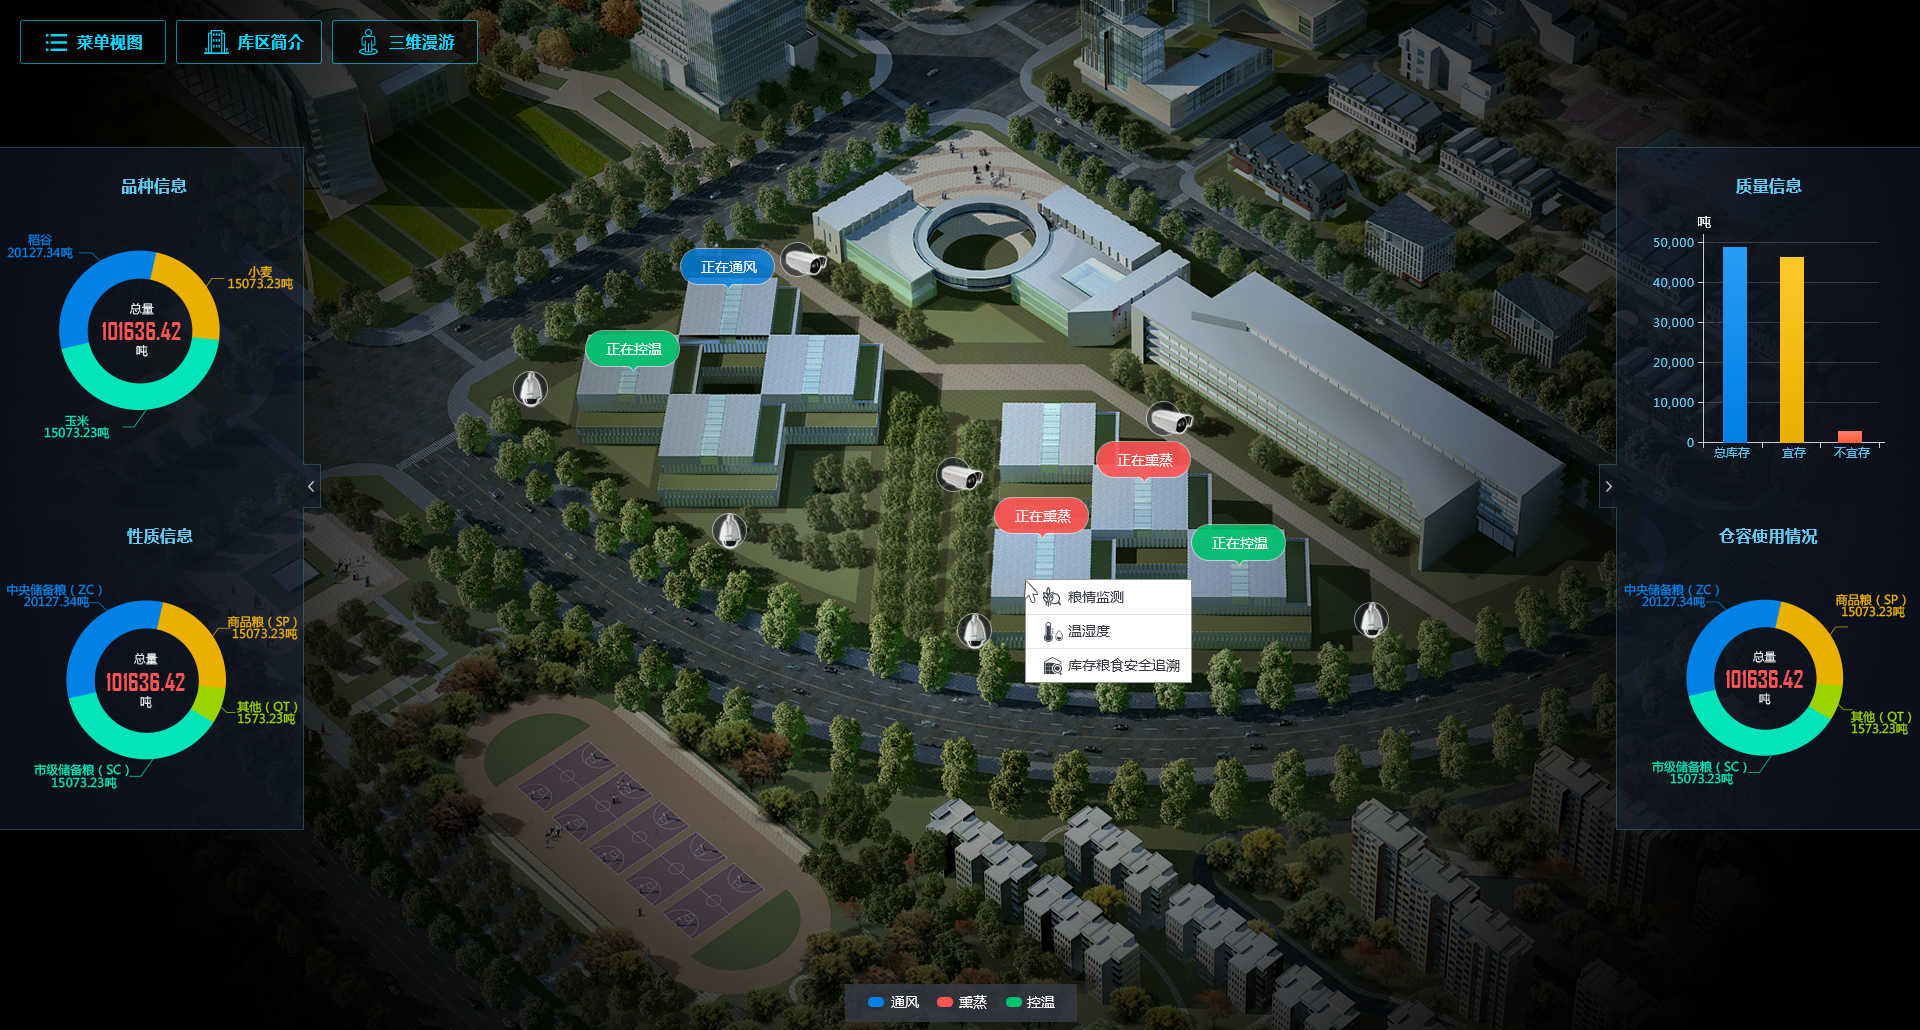 菜单视图
库区简介
三维漫游
品种信息
稻谷
20127.34吨
小麦
15073.23吨
总量
101636.42
吨
玉米
15073.23吨
性质信息
中央储备粮（ZC）
20127.34吨
商品粮（SP）
15073.23吨
总量
101636.42
吨
其他（QT）
1573.23吨
市级储备粮（SC）
15073.23吨
正在通风
正在控温
正在熏蒸
正在熏蒸
正在控温
粮情监测
温湿度
库存粮食安全追溯
质量信息
吨
50,000
40,000
30,000
20,000
10,000
0
总库存
宜存
不宜存
仓容使用情况
中央储备粮（ZC）
20127.34吨
商品粮（SP）
15073.23吨
总量
101636.42
吨
其他（QT）
1573.23吨
市级储备粮（SC）
15073.23吨
通风
熏蒸
控温